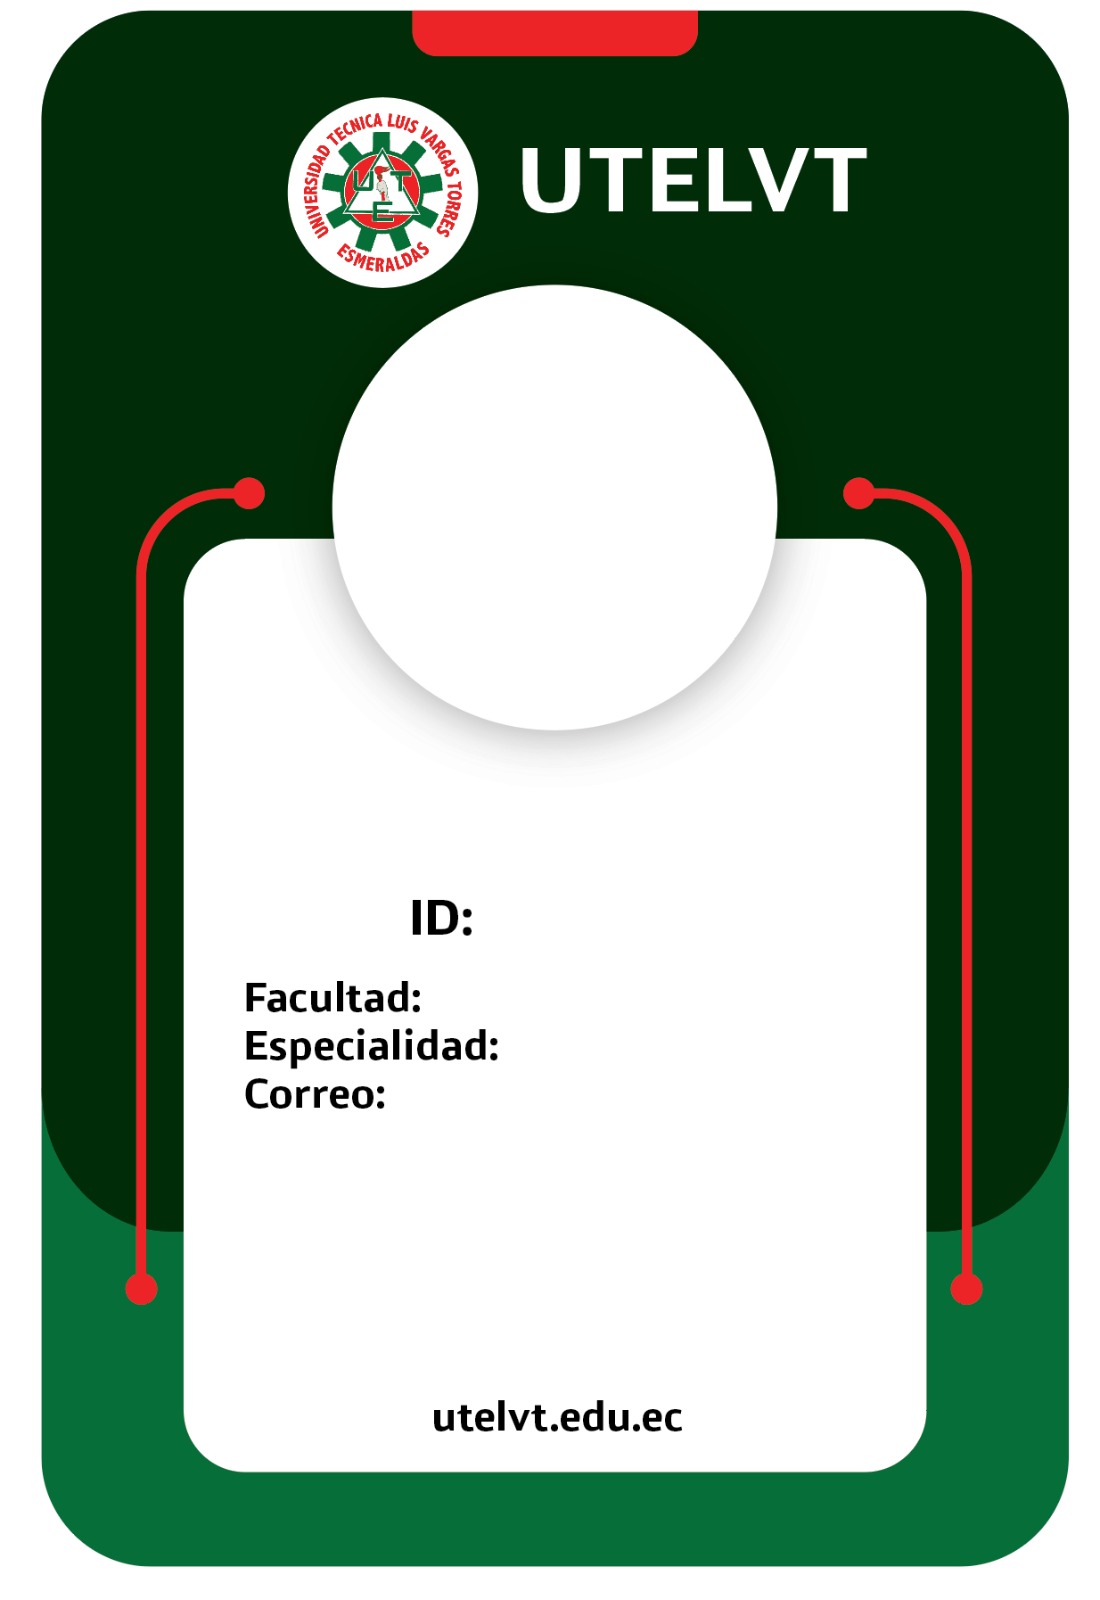 UNIVERSIDAD TECNICA LUIS VARGAS TORRES
ESMERALDAS
U T
E
UTELVT
ID:
Facultad:
Especialidad:
Correo:
utelvt.edu.ec